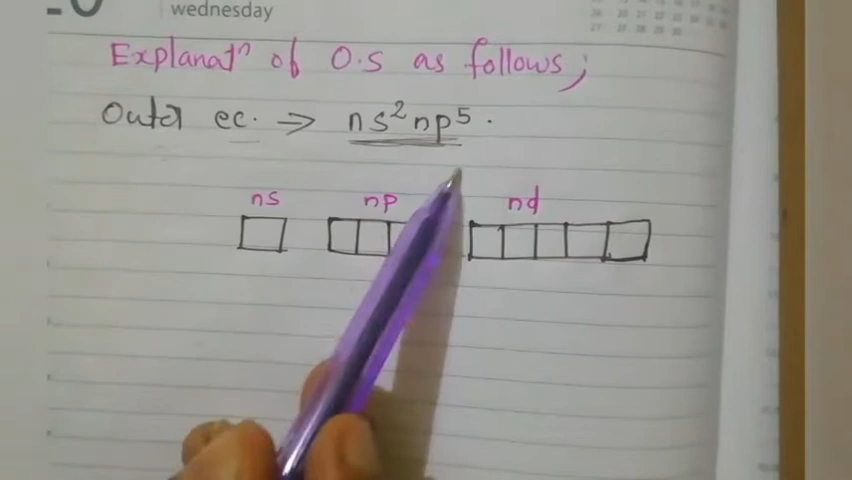 wednesday
Explanatⁿ of O.S as follows;
Outer ec. ⇒ ns²np⁵.
ns np nd